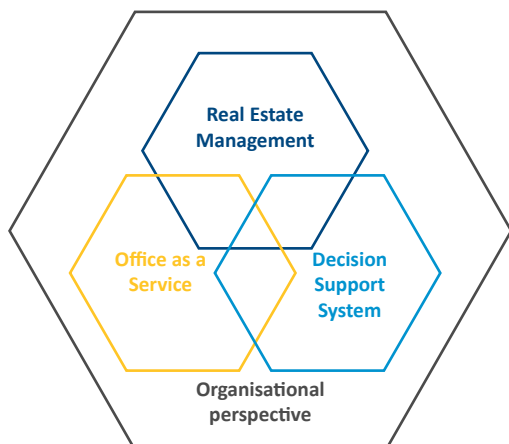 Real Estate
Management
Office as a
Service
Decision
Support
System
Organisational
perspective